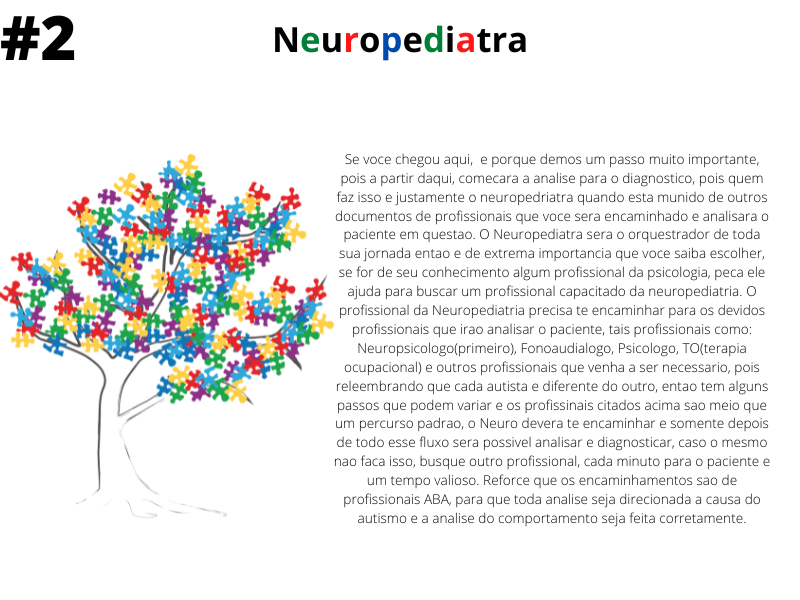 #2
Neuropediatra
Se voce chegou aqui,  e porque demos um passo muito importante,
pois a partir daqui, comecara a analise para o diagnostico, pois quem
faz isso e justamente o neuropedriatra quando esta munido de outros
documentos de profissionais que voce sera encaminhado e analisara o
paciente em questao. O Neuropediatra sera o orquestrador de toda
sua jornada entao e de extrema importancia que voce saiba escolher,
se for de seu conhecimento algum profissional da psicologia, peca ele
ajuda para buscar um profissional capacitado da neuropediatria. O
profissional da Neuropediatria precisa te encaminhar para os devidos
profissionais que irao analisar o paciente, tais profissionais como:
Neuropsicologo(primeiro), Fonoaudialogo, Psicologo, TO(terapia
ocupacional) e outros profissionais que venha a ser necessario, pois
releembrando que cada autista e diferente do outro, entao tem alguns
passos que podem variar e os profissinais citados acima sao meio que
um percurso padrao, o Neuro devera te encaminhar e somente depois
de todo esse fluxo sera possivel analisar e diagnosticar, caso o mesmo
nao faca isso, busque outro profissional, cada minuto para o paciente e
um tempo valioso. Reforce que os encaminhamentos sao de
profissionais ABA, para que toda analise seja direcionada a causa do
autismo e a analise do comportamento seja feita corretamente.